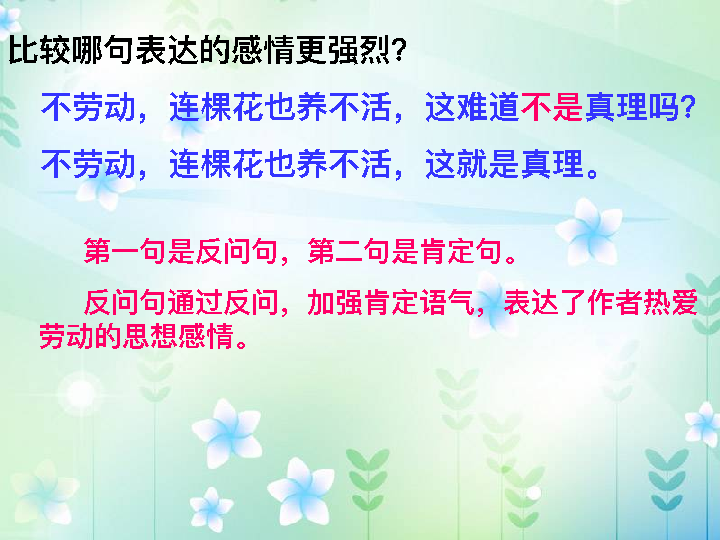 比较哪句表达的感情更强烈?
不劳动，连棵花也养不活，这难道不是真理吗?
不劳动，连棵花也养不活，这就是真理。
第一句是反问句，第二句是肯定句。
反问句通过反问，加强肯定语气，表达了作者热爱
劳动的思想感情。